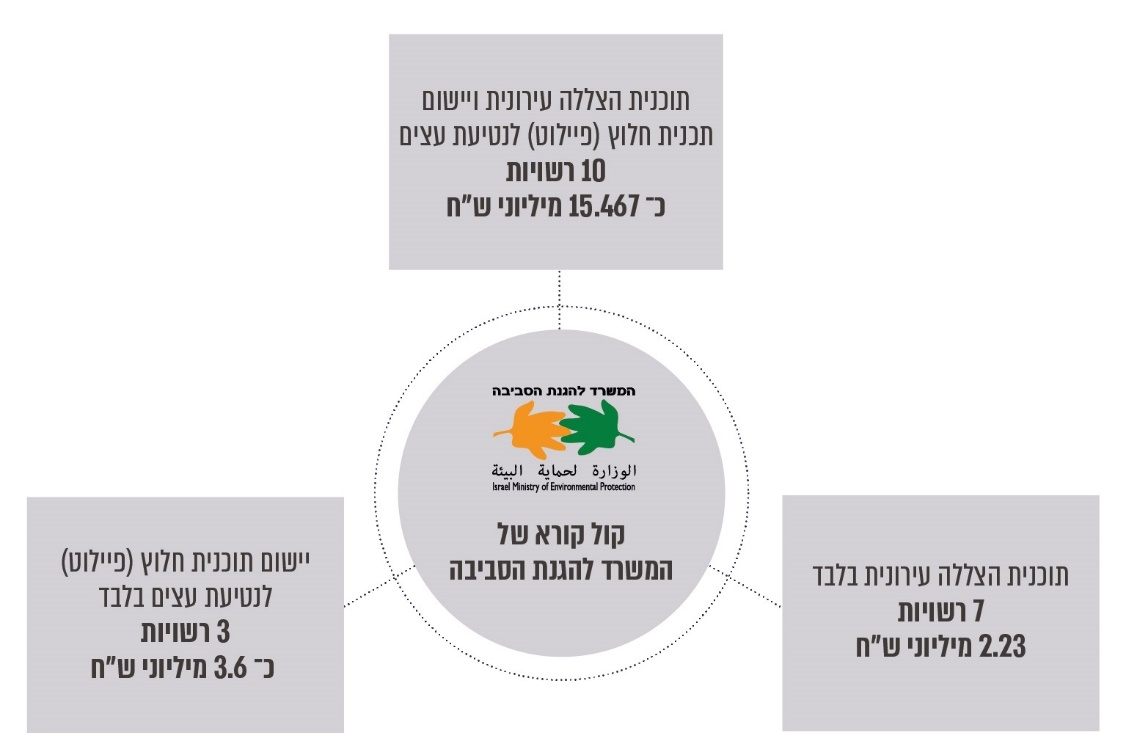 תוכנית הצללה עירונית ויישום
תכנית חלוץ (פיילוט) לנטיעת עצים
10 רשויות
כ־ 15.467 מיליוני ש"ח
המשרד להגנת הסביבה
الوزارة لحماية البيئة
Israel Ministry of Environmental Protection
קול קורא של
המשרד להגנת הסביבה
תוכנית הצללה עירונית בלבד
7 רשויות
2.23 מיליוני ש"ח
יישום תוכנית חלוץ (פיילוט)
לנטיעת עצים בלבד
3 רשויות
כ־ 3.6 מיליוני ש"ח